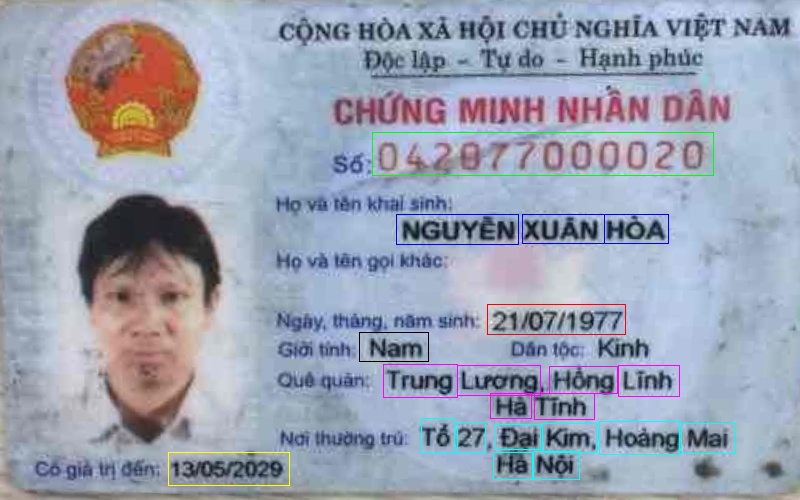 CỘNG HÒA XÃ HỘI CHỦ NGHĨA VIỆT NAM
Độc lập - Tự do - Hạnh phúc
CHỨNG MINH NHÂN DÂN
Số: 042077000020
Họ và tên khai sinh:
NGUYỄN XUÂN HÒA
Họ và tên gọi khác:
Ngày, tháng, năm sinh: 21/07/1977
Giới tính: Nam Dân tộc: Kinh
Quê quán: Trung Lương, Hồng Lĩnh
Hà Tĩnh
Nơi thường trú: Tổ 27, Đại Kim, Hoàng Mai
Hà Nội
Có giá trị đến: 13/05/2029